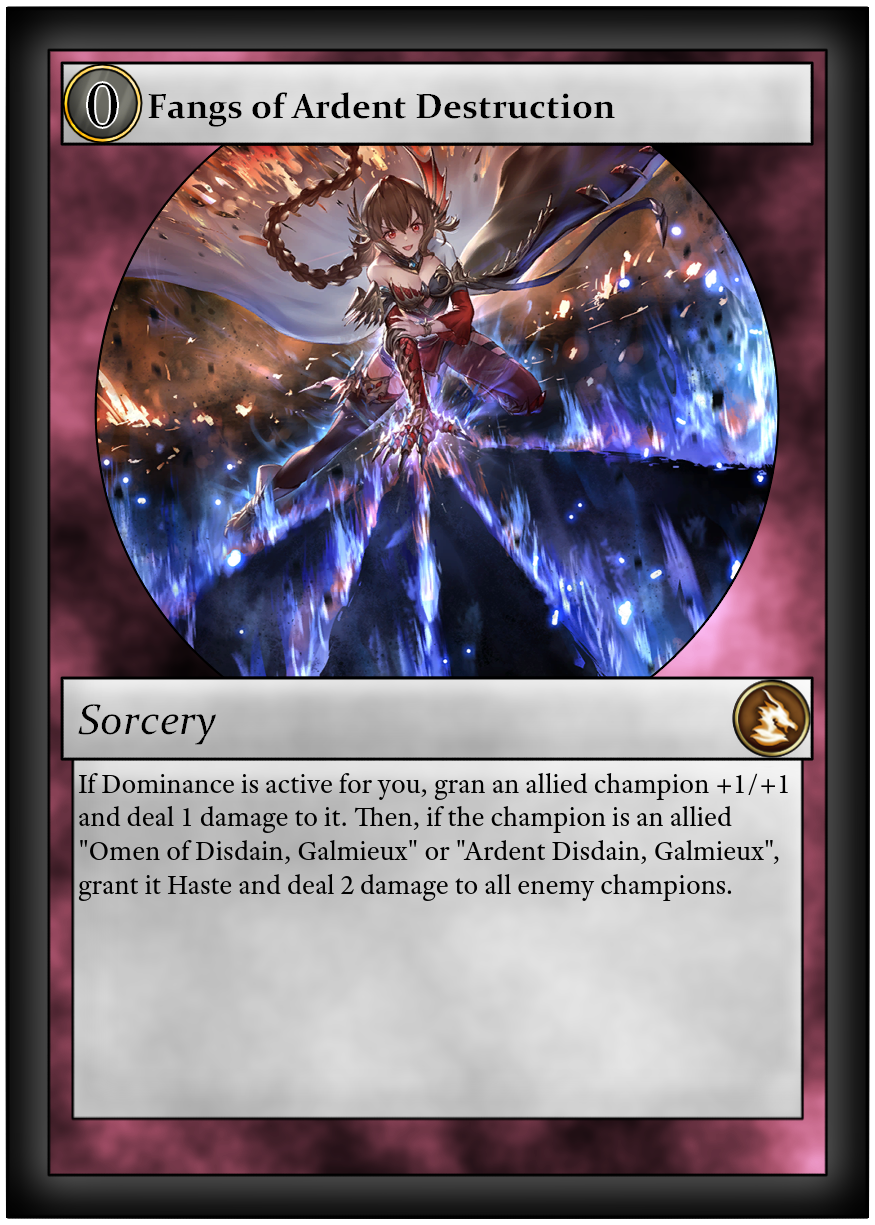 0
Fangs of Ardent Destruction
Sorcery
If Dominance is active for you, gran an allied champion +1/+1
and deal 1 damage to it. Then, if the champion is an allied
"Omen of Disdain, Galmieux" or "Ardent Disdain, Galmieux",
grant it Haste and deal 2 damage to all enemy champions.